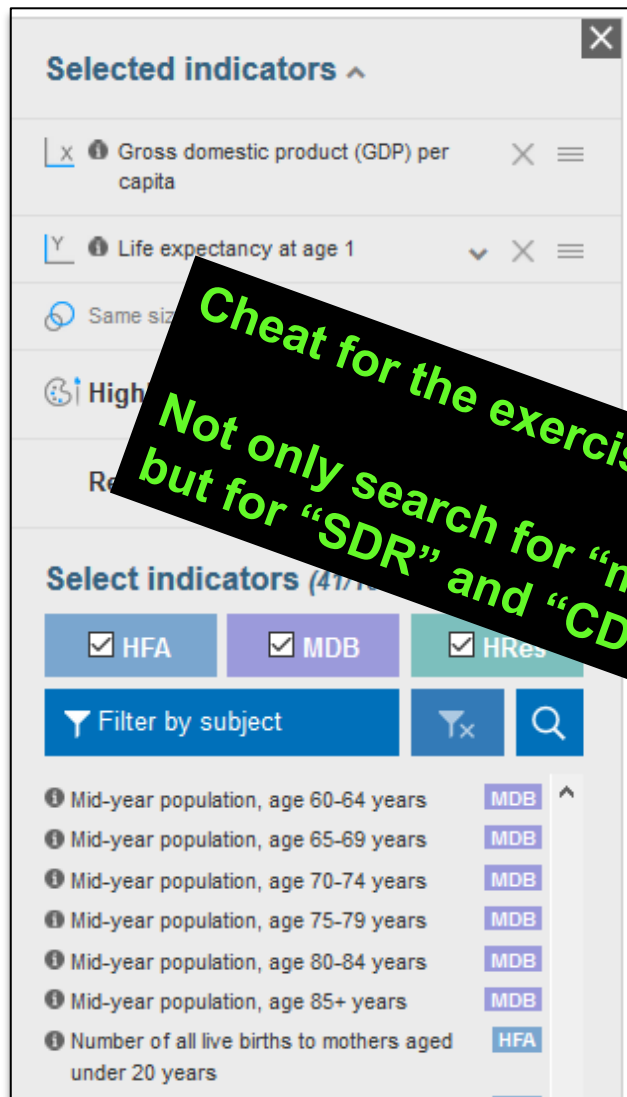 Selected indicators
X Gross domestic product (GDP) per
capita
Y Life expectancy at age 1
Same
Cheat for the
Not only search for
but for “SDR” and
Select indicators
HFA
MDB
HRes
Filter by subject
Mid-year population, age 60-64 years MDB
Mid-year population, age 65-69 years MDB
Mid-year population, age 70-74 years MDB
Mid-year population, age 75-79 years MDB
Mid-year population, age 80-84 years MDB
Mid-year population, age 85+ years MDB
Number of all live births to mothers aged HFA
under 20 years